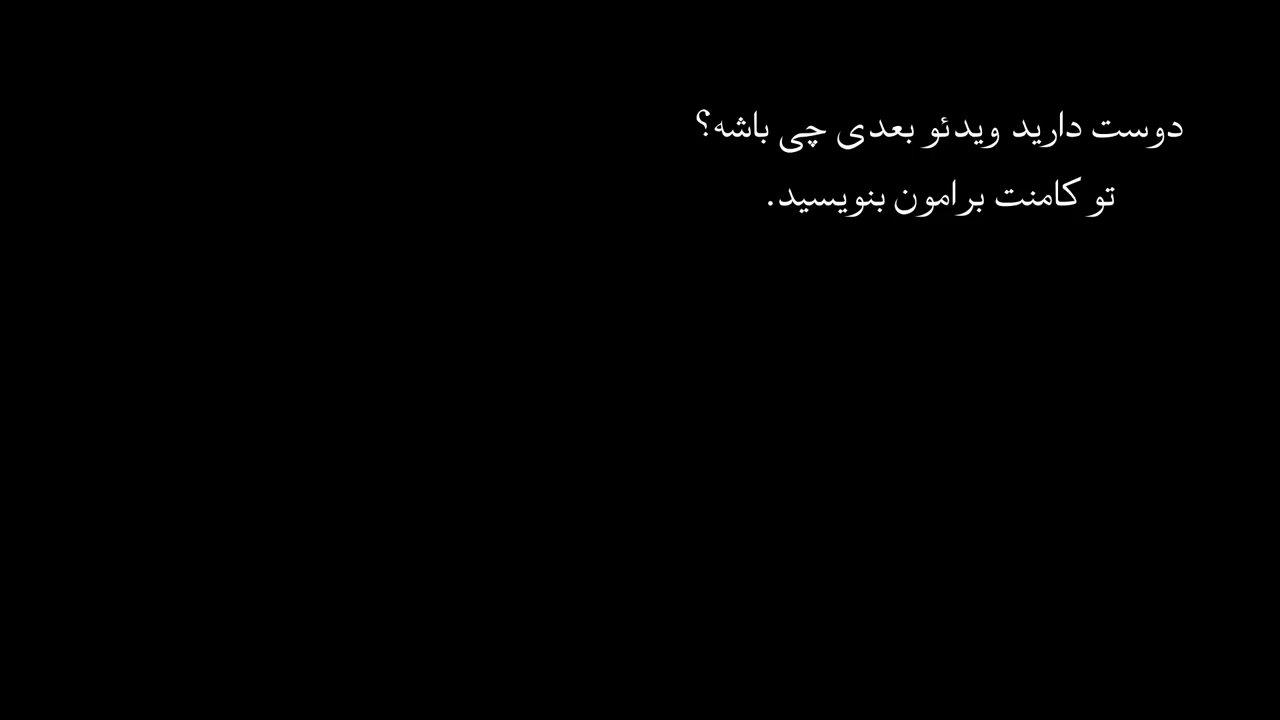 دوست دارید ویدئو بعدی چی باشه؟
تو کامنت برامون بنویسید.